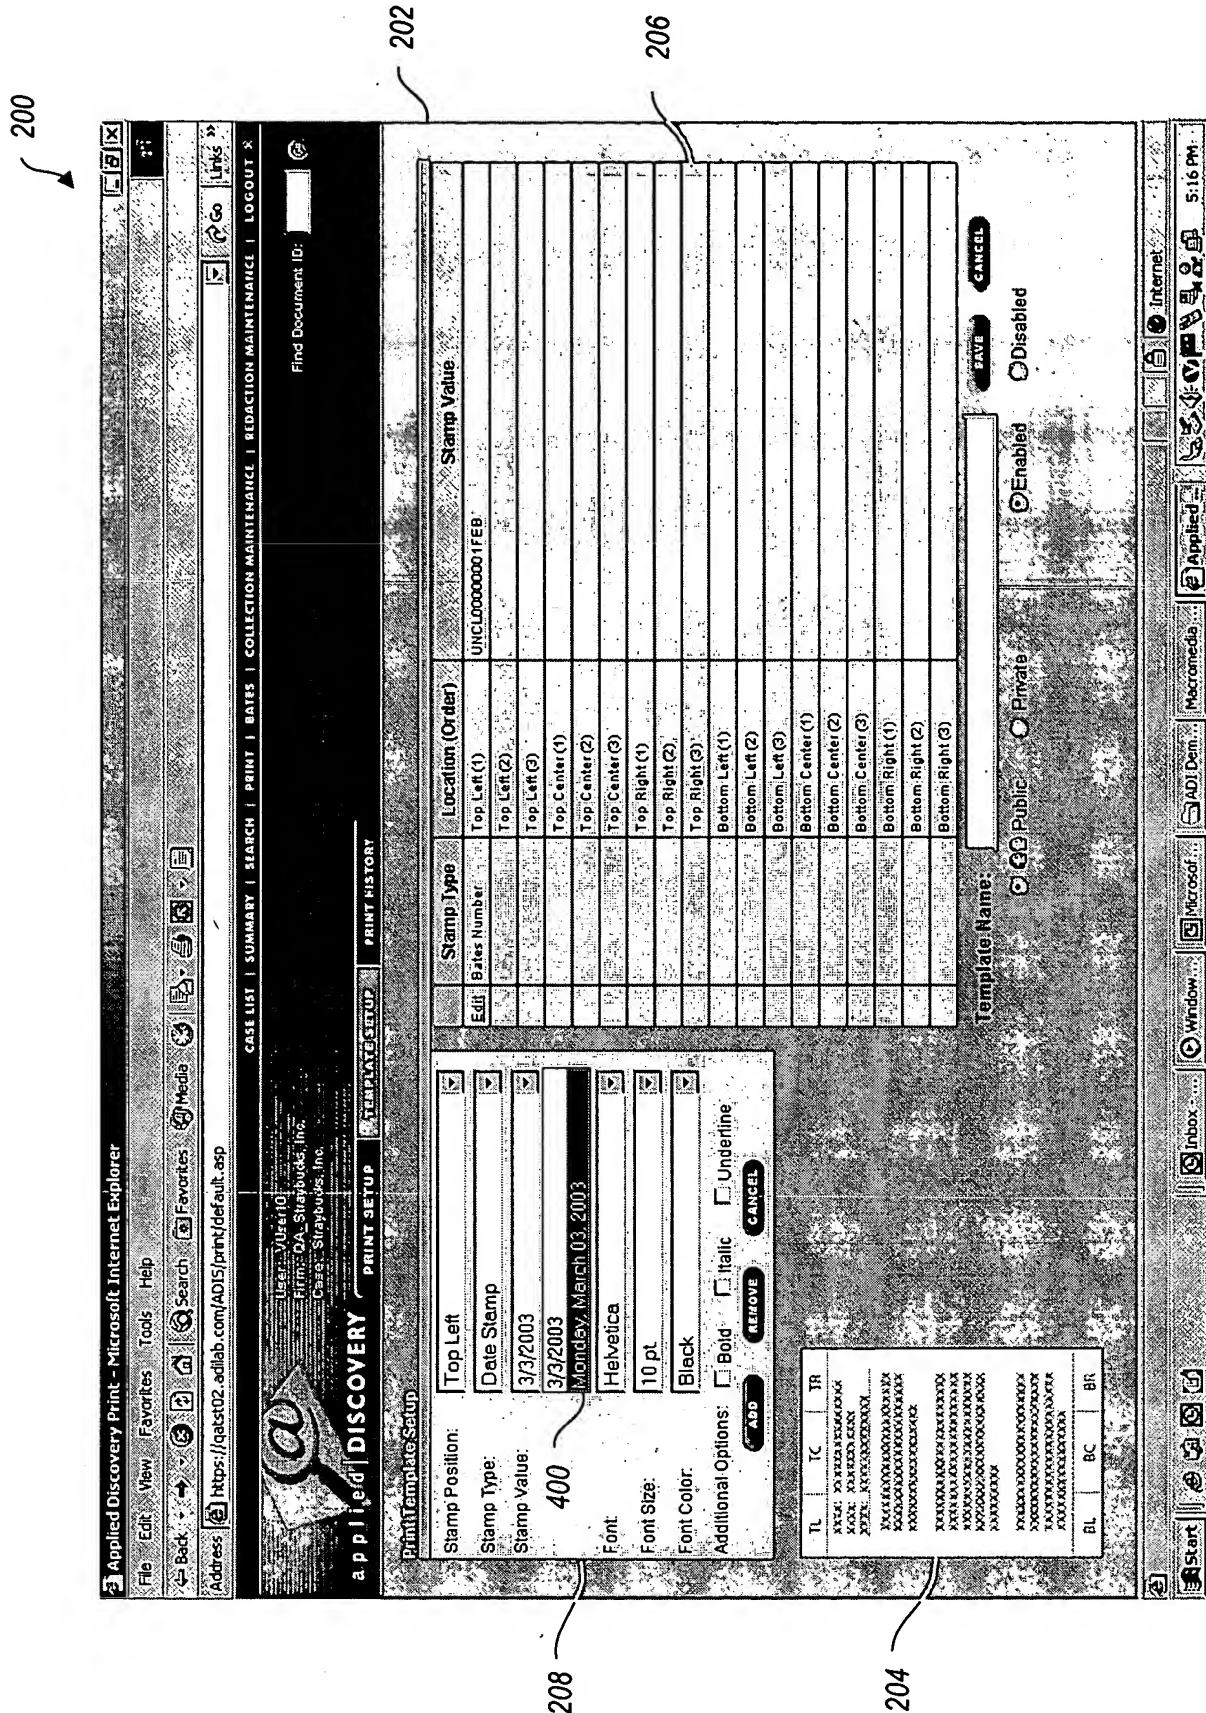 200
Applied Discovery Print - Microsoft Internet Explorer
File Edit View Favorites Tools Help
Back Search Favorites Media
Address https://qatst02.adilab.com/ADIS/print/default.asp Go Links »
CASE LIST | SUMMARY | SEARCH | PRINT | BATES | COLLECTION MAINTENANCE | REDACTION MAINTENANCE | LOGOUT X
Find Document ID:
Firm: QA_Straybucks, Inc.
Case: Straybucks, Inc.
applied DISCOVERY
PRINT SETUP TEMPLATE SETUP PRINT HISTORY
202
Print Template Setup
Stamp Position: Top Left
Stamp Type: Date Stamp
Stamp Value: 3/3/2003
3/3/2003
Monday, March 03, 2003
400
Font: Helvetica
Font Size: 10 pt
Font Color: Black
Additional Options: Bold Italic Underline
ADD REMOVE CANCEL
208
Stamp Type Location (Order) Stamp Value
Edit Bates Number Top Left (1) UNCL00000001FEB
Top Left (2)
Top Left (3)
Top Center (1)
Top Center (2)
Top Center (3)
Top Right (1)
Top Right (2)
Top Right (3)
Bottom Left (1)
Bottom Left (2)
Bottom Left (3)
Bottom Center (1)
Bottom Center (2)
Bottom Center (3)
Bottom Right (1)
Bottom Right (2)
Bottom Right (3)
206
Template Name: SAVE CANCEL
Public Private Enabled Disabled
TL TC TR
BL BC BR
204
Internet
Start Inbox - ... Window... Microsof... ADI Dem... Macromedia... Applied 5:16 PM